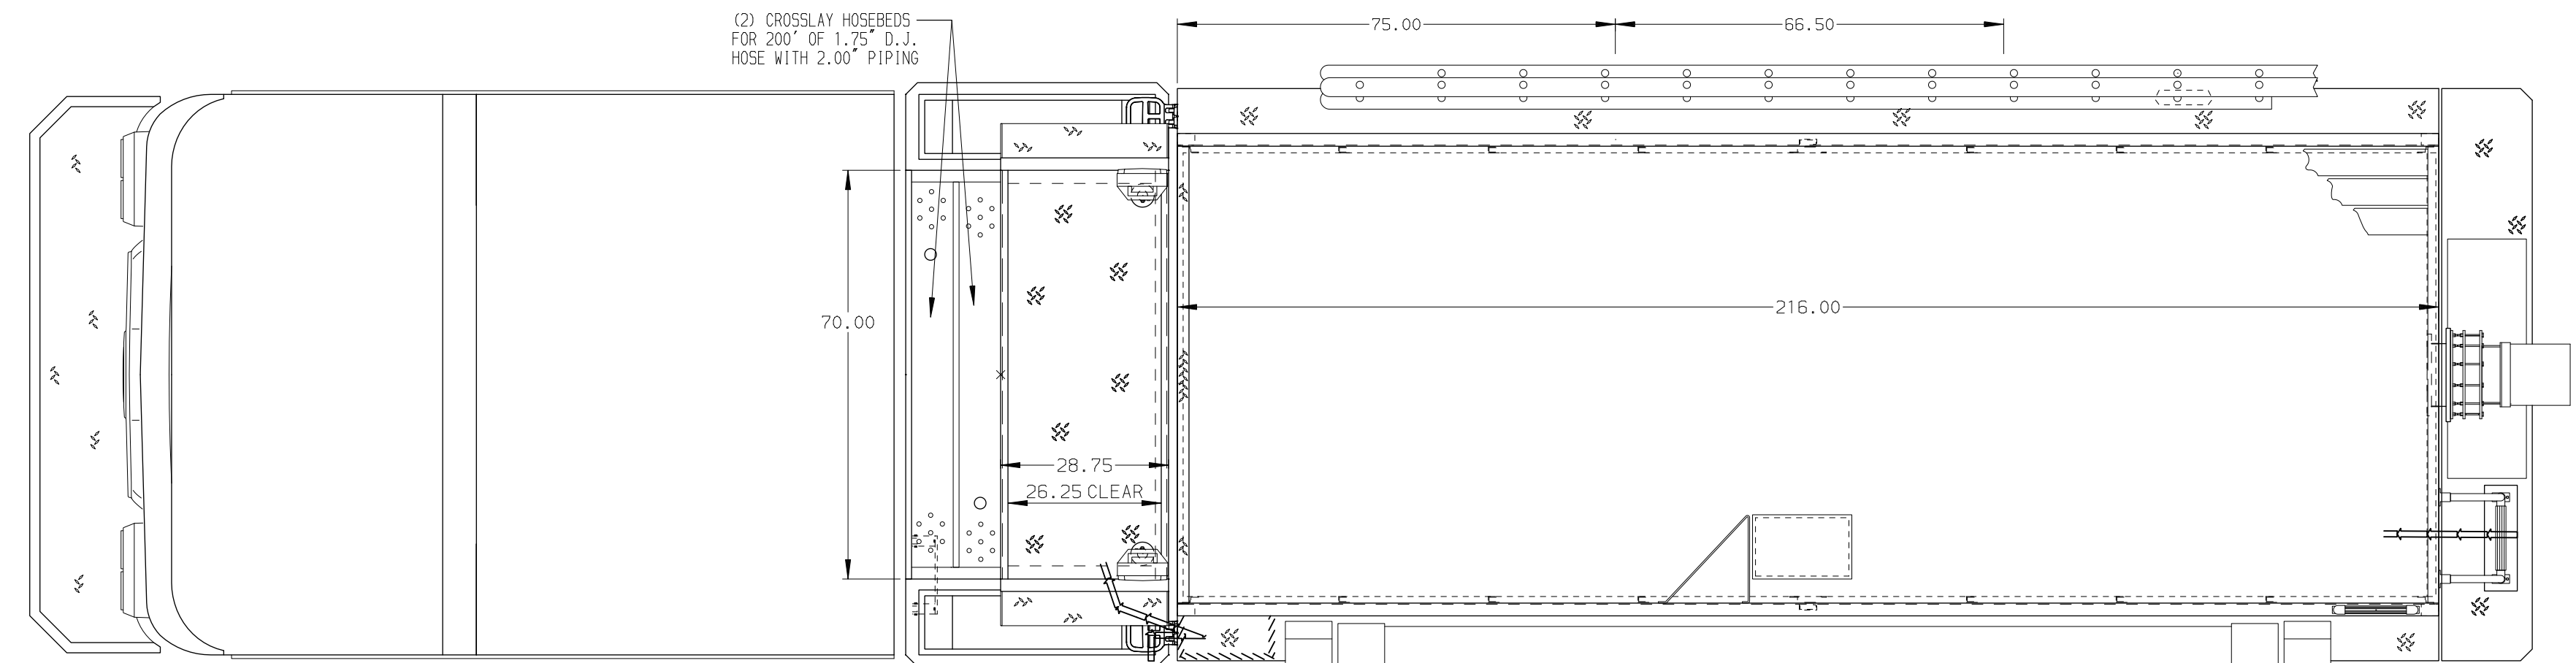 (2) CROSSLAY HOSEBEDS
FOR 200' OF 1.75" D.J.
HOSE WITH 2.00" PIPING
75.00
66.50
70.00
216.00
28.75
26.25 CLEAR